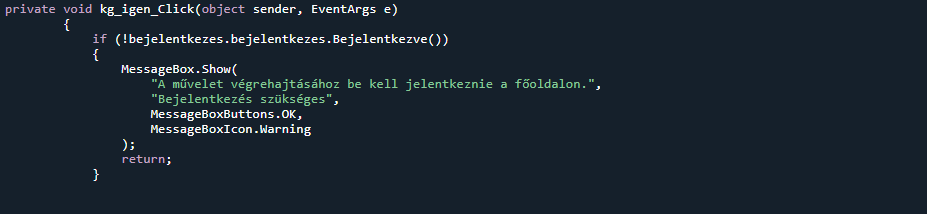 private void kg_igen_Click(object sender, EventArgs e)
{
if (!bejelentkezes.bejelentkezes.Bejelentkezve())
{
MessageBox.Show(
"A művelet végrehajtásához be kell jelentkeznie a főoldalon.",
"Bejelentkezés szükséges",
MessageBoxButtons.OK,
MessageBoxIcon.Warning
);
return;
}